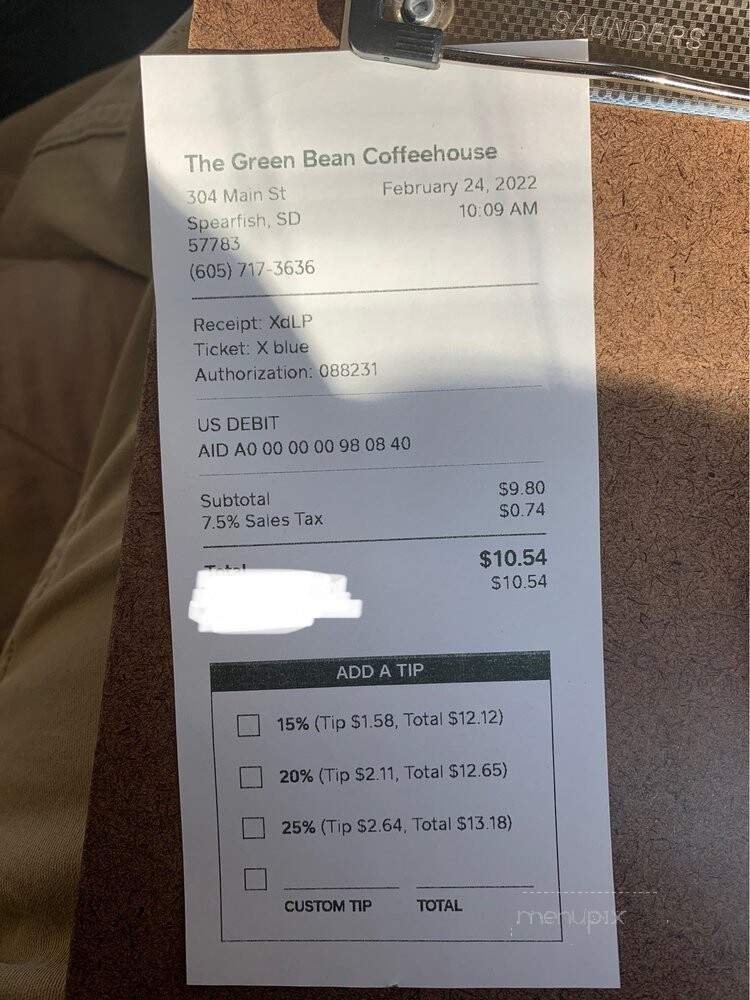 SAUNDERS
The Green Bean Coffeehouse
304 Main St
February 24, 2022
Spearfish, SD
10:09 AM
57783
(605) 717-3636
Receipt: XdLP
Ticket: X blue
Authorization: 088231
US DEBIT
AID A0 00 00 00 98 08 40
Subtotal $9.80
7.5% Sales Tax $0.74
Total $10.54
$10.54
ADD A TIP
15% (Tip $1.58, Total $12.12)
20% (Tip $2.11, Total $12.65)
25% (Tip $2.64, Total $13.18)
CUSTOM TIP TOTAL
menupix